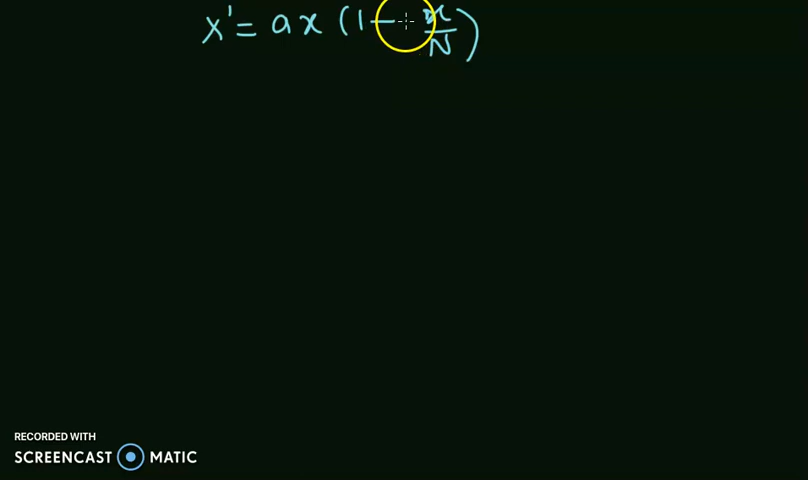 x' = ax (1 - x/N)
RECORDED WITH
SCREENCAST MATIC